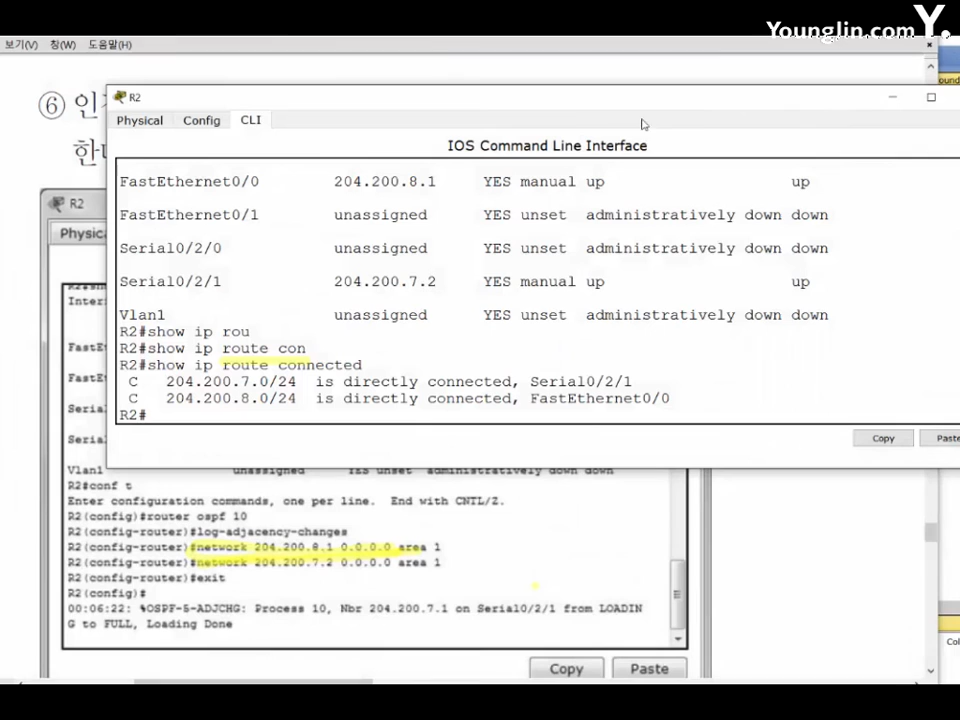 Younglin.com Y.
보기(V) 창(W) 도움말(H)
⑥
R2
Physical Config CLI
IOS Command Line Interface
FastEthernet0/0 204.200.8.1 YES manual up up
FastEthernet0/1 unassigned YES unset administratively down down
Serial0/2/0 unassigned YES unset administratively down down
Serial0/2/1 204.200.7.2 YES manual up up
Vlan1 unassigned YES unset administratively down down
R2#show ip rou
R2#show ip route con
R2#show ip route connected
C 204.200.7.0/24 is directly connected, Serial0/2/1
C 204.200.8.0/24 is directly connected, FastEthernet0/0
R2#
Copy Paste
R2
Physica
Inter
FastEt
FastEt
Seria
Seria
Vlan1 unassigned YES unset administratively down down
R2#conf t
Enter configuration commands, one per line. End with CNTL/Z.
R2(config)#router ospf 10
R2(config-router)#log-adjacency-changes
R2(config-router)#network 204.200.8.1 0.0.0.0 area 1
R2(config-router)#network 204.200.7.2 0.0.0.0 area 1
R2(config-router)#exit
R2(config)#
00:06:22: %OSPF-5-ADJCHG: Process 10, Nbr 204.200.7.1 on Serial0/2/1 from LOADIN
G to FULL, Loading Done
Copy Paste
ound
Col